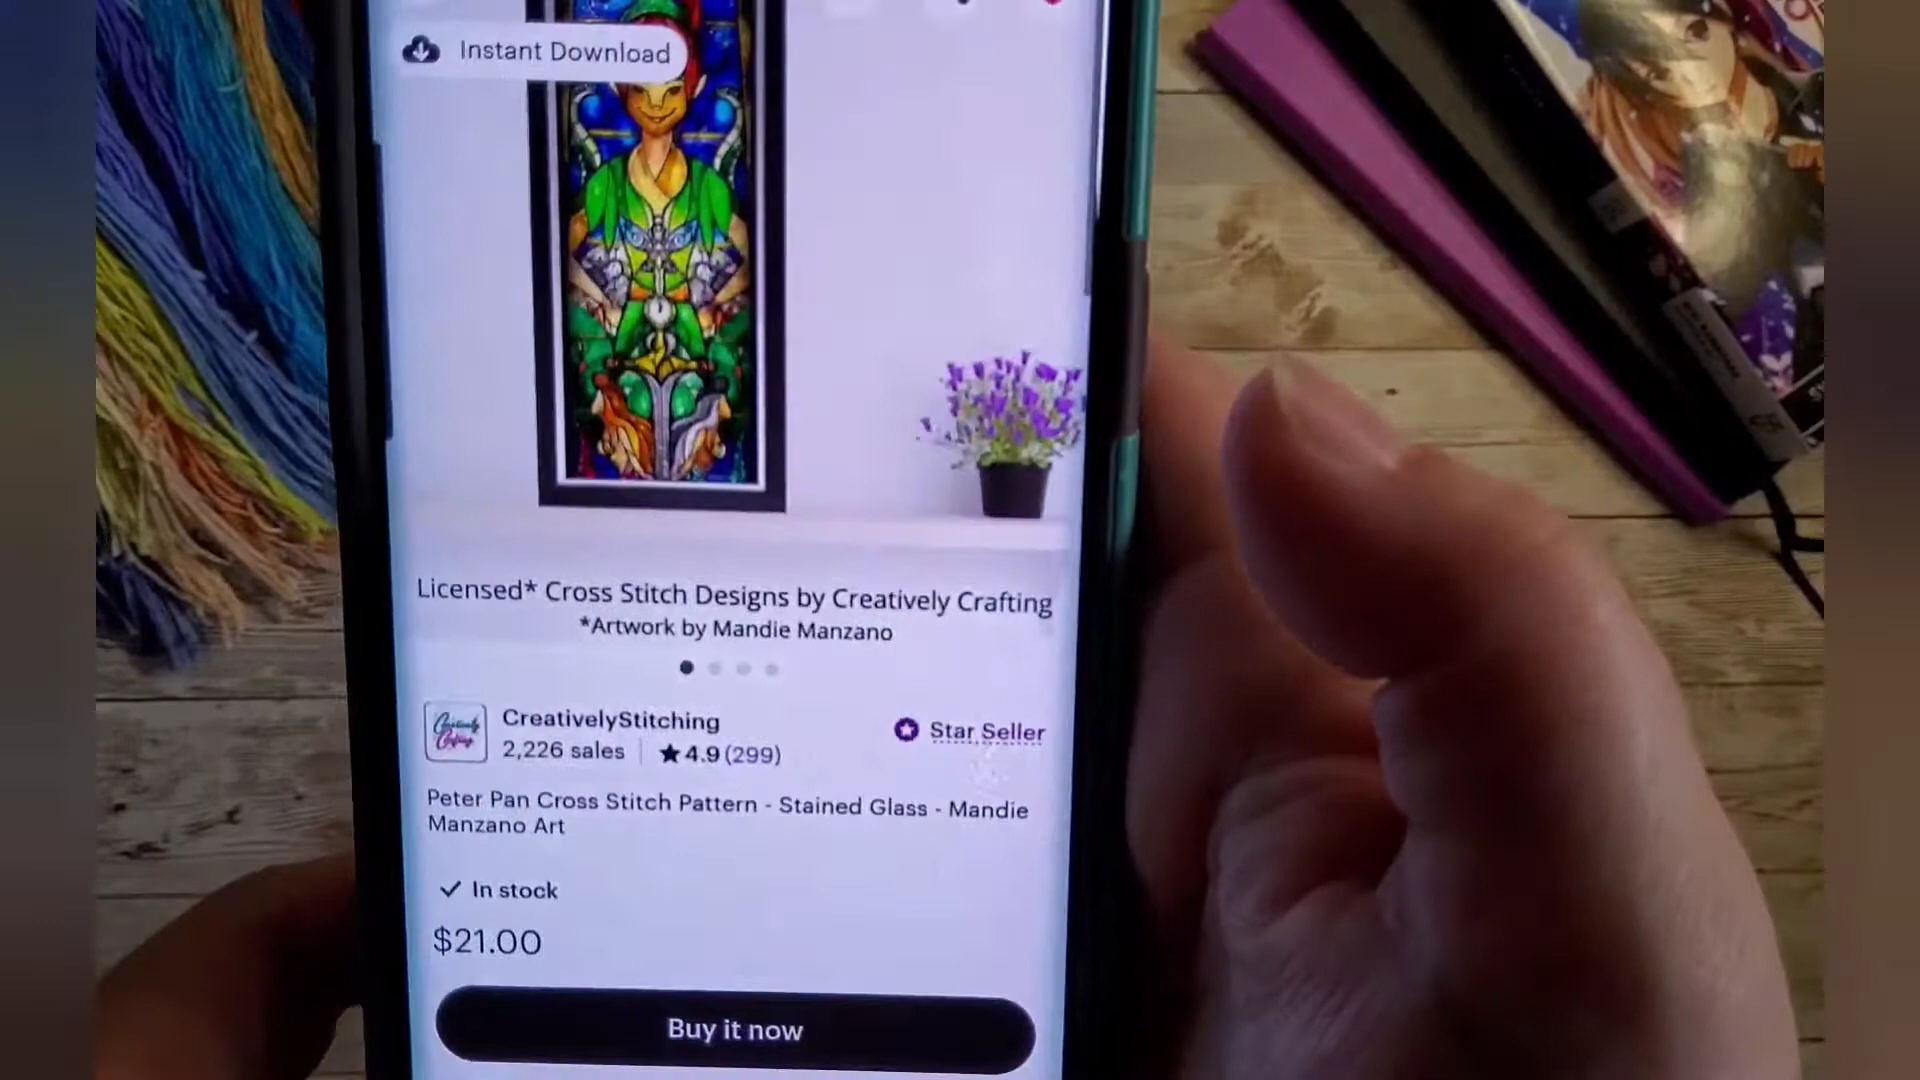 Instant Download
Licensed* Cross Stitch Designs by Creatively Crafting
*Artwork by Mandie Manzano
Creatively
Crafting
CreativelyStitching
2,226 sales
4.9 (299)
Star Seller
Peter Pan Cross Stitch Pattern - Stained Glass - Mandie
Manzano Art
In stock
$21.00
Buy it now